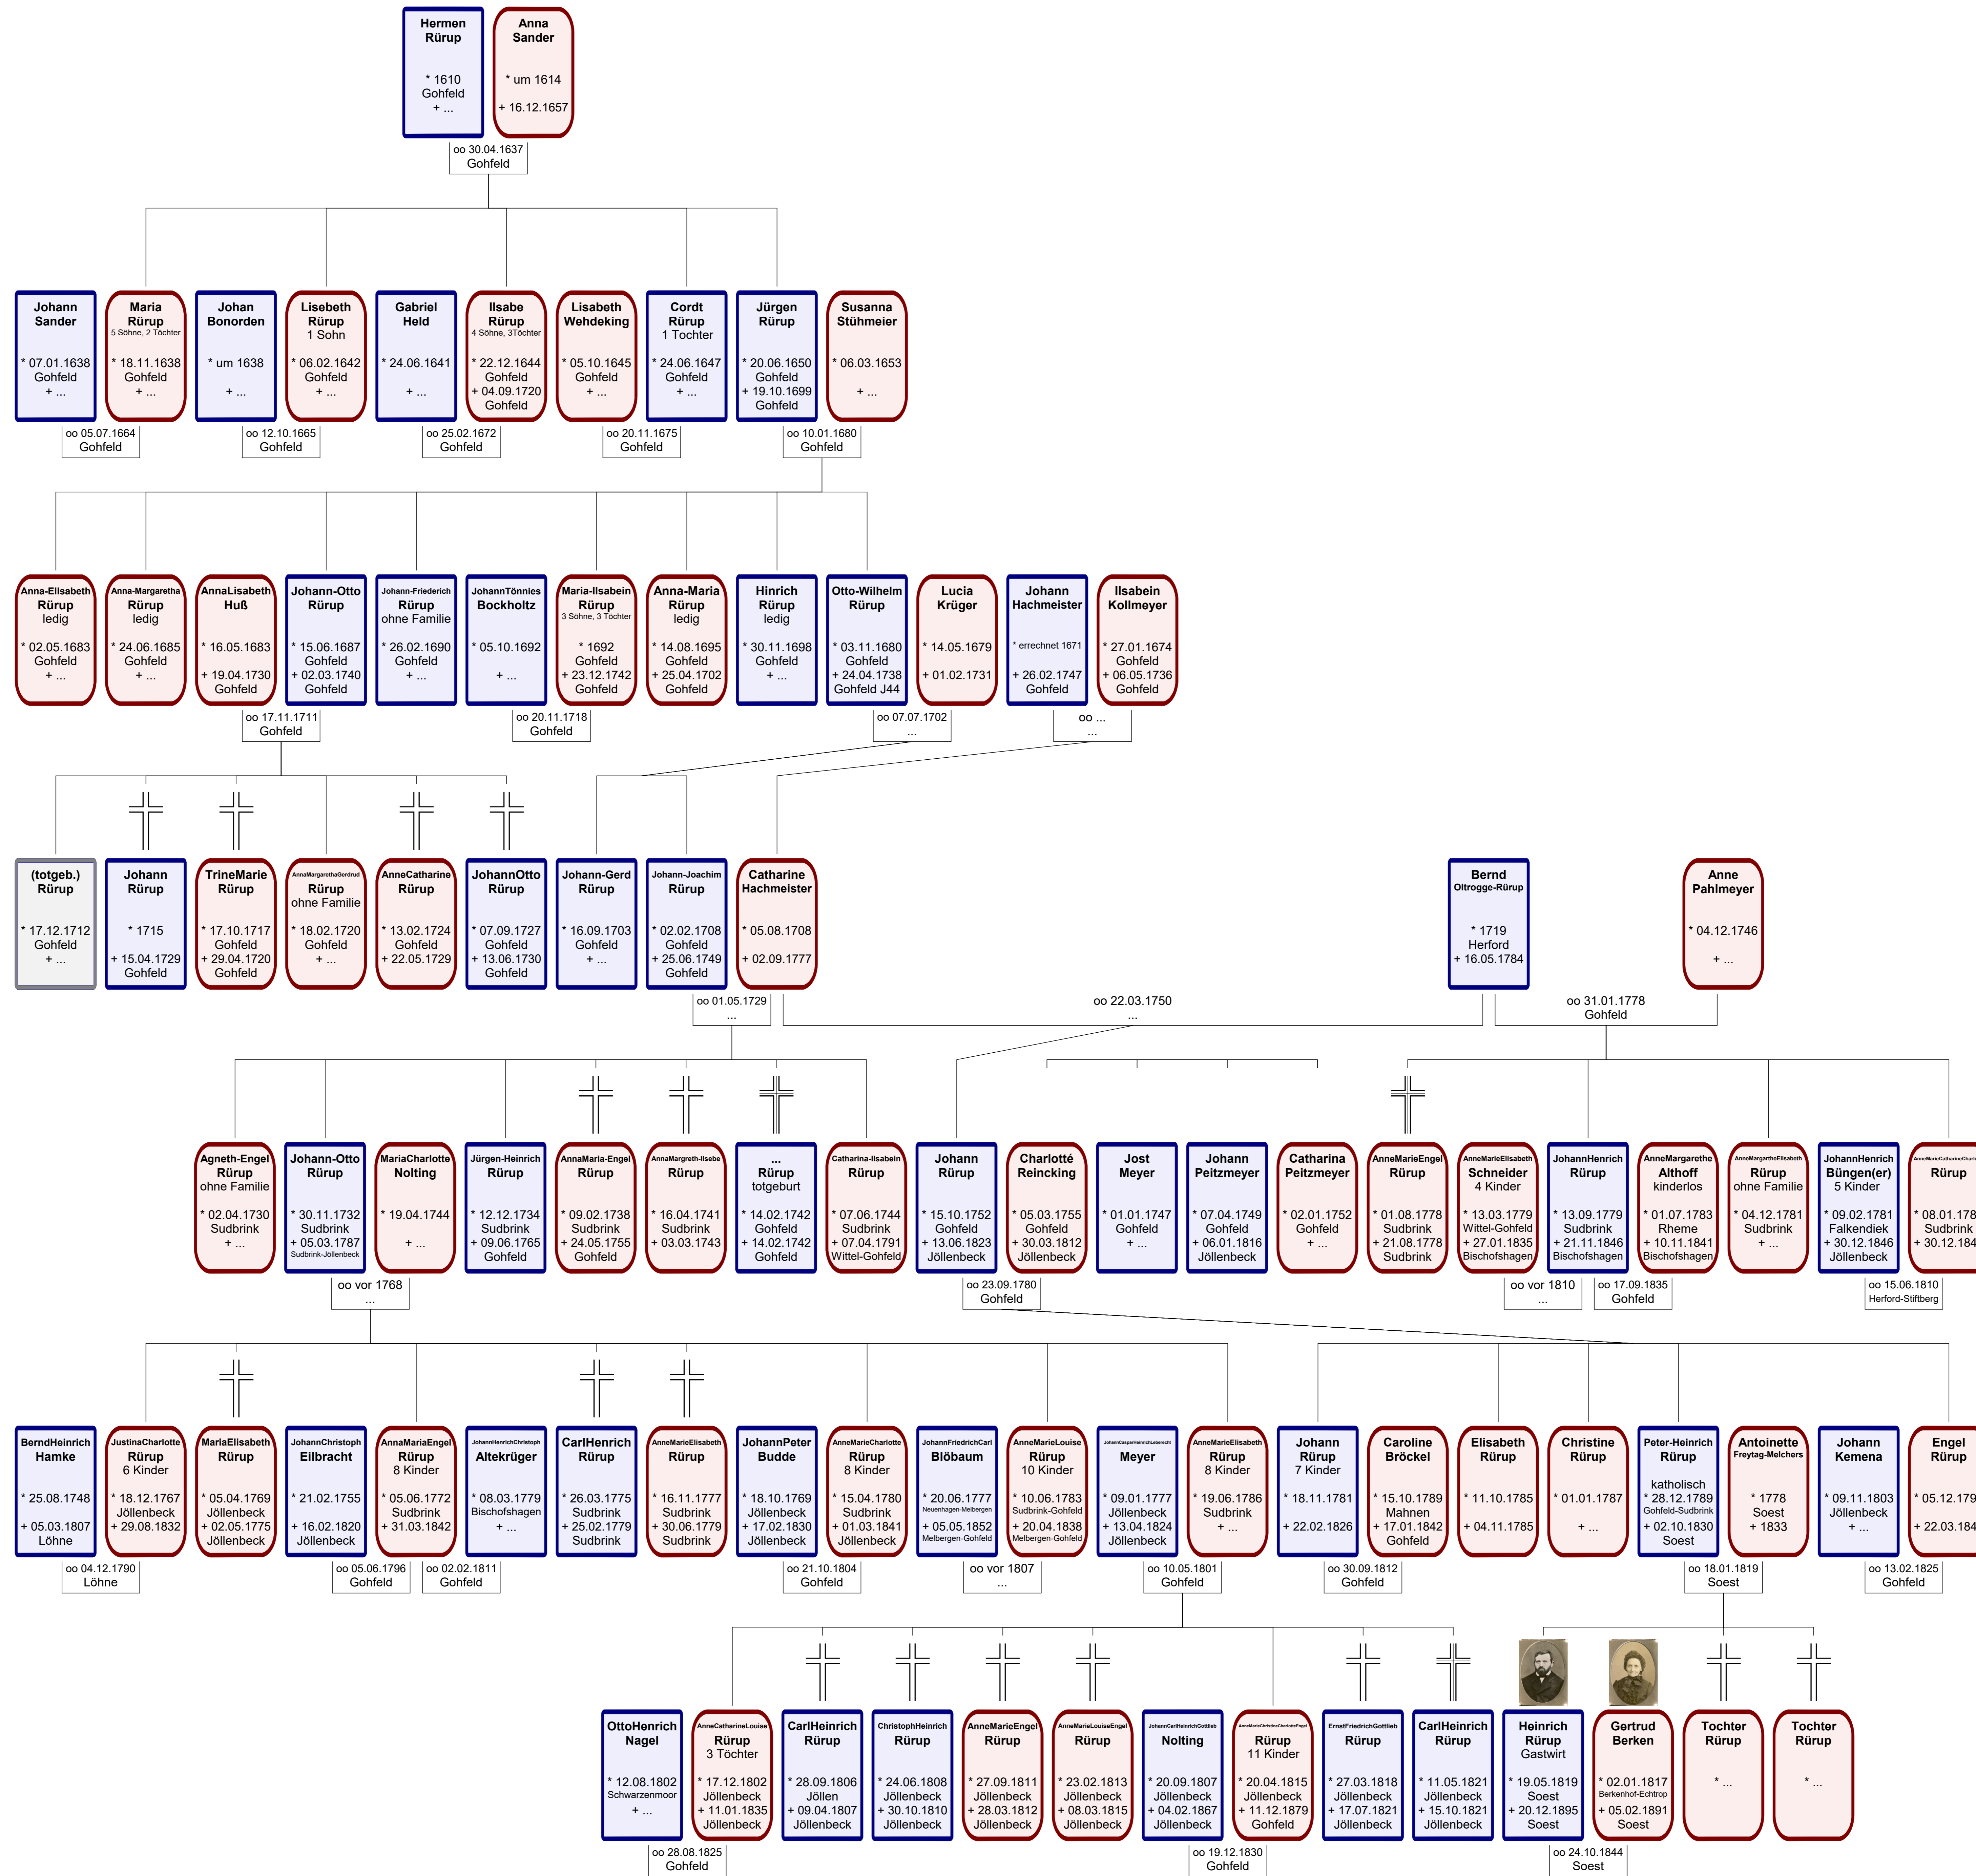 Hermen
Rürup
* 1610
Gohfeld
+ ...
Anna
Sander
* um 1614
+ 16.12.1657
oo 30.04.1637
Gohfeld
Johann
Sander
* 07.01.1638
Gohfeld
+ ...
Maria
Rürup
5 Söhne, 2 Töchter
* 18.11.1638
Gohfeld
+ ...
Johan
Bonorden
* um 1638
+ ...
Lisebeth
Rürup
1 Sohn
* 06.02.1642
Gohfeld
+ ...
Gabriel
Held
* 24.06.1641
+ ...
Ilsabe
Rürup
4 Söhne, 3Töchter
* 22.12.1644
Gohfeld
+ 04.09.1720
Gohfeld
Lisabeth
Wehdeking
* 05.10.1645
Gohfeld
+ ...
Cordt
Rürup
1 Tochter
* 24.06.1647
Gohfeld
+ ...
Jürgen
Rürup
* 20.06.1650
Gohfeld
+ 19.10.1699
Gohfeld
Susanna
Stühmeier
* 06.03.1653
+ ...
oo 05.07.1664
Gohfeld
oo 12.10.1665
Gohfeld
oo 25.02.1672
Gohfeld
oo 20.11.1675
Gohfeld
oo 10.01.1680
Gohfeld
Anna-Elisabeth
Rürup
ledig
* 02.05.1683
Gohfeld
+ ...
Anna-Margaretha
Rürup
ledig
* 24.06.1685
Gohfeld
+ ...
AnnaLisabeth
Huß
* 16.05.1683
+ 19.04.1730
Gohfeld
Johann-Otto
Rürup
* 15.06.1687
Gohfeld
+ 02.03.1740
Gohfeld
Johann-Friederich
Rürup
ohne Familie
* 26.02.1690
Gohfeld
+ ...
JohannTönnies
Bockholtz
* 05.10.1692
+ ...
Maria-Ilsabein
Rürup
3 Söhne, 3 Töchter
* 1692
Gohfeld
+ 23.12.1742
Gohfeld
Anna-Maria
Rürup
ledig
* 14.08.1695
Gohfeld
+ 25.04.1702
Gohfeld
Hinrich
Rürup
ledig
* 30.11.1698
Gohfeld
+ ...
Otto-Wilhelm
Rürup
* 03.11.1680
Gohfeld
+ 24.04.1738
Gohfeld J44
Lucia
Krüger
* 14.05.1679
+ 01.02.1731
Johann
Hachmeister
* errechnet 1671
+ 26.02.1747
Gohfeld
Ilsabein
Kollmeyer
* 27.01.1674
Gohfeld
+ 06.05.1736
Gohfeld
oo 17.11.1711
Gohfeld
oo 20.11.1718
Gohfeld
oo 07.07.1702
...
oo ...
...
(totgeb.)
Rürup
* 17.12.1712
Gohfeld
+ ...
Johann
Rürup
* 1715
+ 15.04.1729
Gohfeld
TrineMarie
Rürup
* 17.10.1717
Gohfeld
+ 29.04.1720
Gohfeld
AnnaMargarethaGerdrud
Rürup
ohne Familie
* 18.02.1720
Gohfeld
+ ...
AnneCatharine
Rürup
* 13.02.1724
Gohfeld
+ 22.05.1729
JohannOtto
Rürup
* 07.09.1727
Gohfeld
+ 13.06.1730
Gohfeld
Johann-Gerd
Rürup
* 16.09.1703
Gohfeld
+ ...
Johann-Joachim
Rürup
* 02.02.1708
Gohfeld
+ 25.06.1749
Gohfeld
Catharine
Hachmeister
* 05.08.1708
+ 02.09.1777
Bernd
Oltrogge-Rürup
* 1719
Herford
+ 16.05.1784
Anne
Pahlmeyer
* 04.12.1746
+ ...
oo 01.05.1729
...
oo 22.03.1750
...
oo 31.01.1778
Gohfeld
Agneth-Engel
Rürup
ohne Familie
* 02.04.1730
Sudbrink
+ ...
Johann-Otto
Rürup
* 30.11.1732
Sudbrink
+ 05.03.1787
Sudbrink-Jöllenbeck
MariaCharlotte
Nolting
* 19.04.1744
+ ...
Jürgen-Heinrich
Rürup
* 12.12.1734
Sudbrink
+ 09.06.1765
Gohfeld
AnnaMaria-Engel
Rürup
* 09.02.1738
Sudbrink
+ 24.05.1755
Gohfeld
AnnaMargreth-Ilsebe
Rürup
* 16.04.1741
Sudbrink
+ 03.03.1743
...
Rürup
totgeburt
* 14.02.1742
Gohfeld
+ 14.02.1742
Gohfeld
Catharina-Ilsabein
Rürup
* 07.06.1744
Sudbrink
+ 07.04.1791
Wittel-Gohfeld
Johann
Rürup
* 15.10.1752
Gohfeld
+ 13.06.1823
Jöllenbeck
Charlotté
Reincking
* 05.03.1755
Gohfeld
+ 30.03.1812
Jöllenbeck
Jost
Meyer
* 01.01.1747
Gohfeld
+ ...
Johann
Peitzmeyer
* 07.04.1749
Gohfeld
+ 06.01.1816
Jöllenbeck
Catharina
Peitzmeyer
* 02.01.1752
Gohfeld
+ ...
AnneMarieEngel
Rürup
* 01.08.1778
Sudbrink
+ 21.08.1778
Sudbrink
AnneMarieElisabeth
Schneider
4 Kinder
* 13.03.1779
Wittel-Gohfeld
+ 27.01.1835
Bischofshagen
JohannHenrich
Rürup
* 13.09.1779
Sudbrink
+ 21.11.1846
Bischofshagen
AnneMargarethe
Althoff
kinderlos
* 01.07.1783
Rheme
+ 10.11.1841
Bischofshagen
AnneMargartheElisabeth
Rürup
ohne Familie
* 04.12.1781
Sudbrink
+ ...
JohannHenrich
Büngen(er)
5 Kinder
* 09.02.1781
Falkendiek
+ 30.12.1846
Jöllenbeck
AnneMarieCatharineCharlo
Rürup
* 08.01.178
Sudbrink
+ 30.12.184
oo vor 1768
...
oo 23.09.1780
Gohfeld
oo vor 1810
...
oo 17.09.1835
Gohfeld
oo 15.06.1810
Herford-Stiftberg
BerndHeinrich
Hamke
* 25.08.1748
+ 05.03.1807
Löhne
JustinaCharlotte
Rürup
6 Kinder
* 18.12.1767
Jöllenbeck
+ 29.08.1832
MariaElisabeth
Rürup
* 05.04.1769
Jöllenbeck
+ 02.05.1775
Jöllenbeck
JohannChristoph
Eilbracht
* 21.02.1755
+ 16.02.1820
Jöllenbeck
AnnaMariaEngel
Rürup
8 Kinder
* 05.06.1772
Sudbrink
+ 31.03.1842
JohannHenrichChristoph
Altekrüger
* 08.03.1779
Bischofshagen
+ ...
CarlHenrich
Rürup
* 26.03.1775
Sudbrink
+ 25.02.1779
Sudbrink
AnneMarieElisabeth
Rürup
* 16.11.1777
Sudbrink
+ 30.06.1779
Sudbrink
JohannPeter
Budde
* 18.10.1769
Jöllenbeck
+ 17.02.1830
Jöllenbeck
AnneMarieCharlotte
Rürup
8 Kinder
* 15.04.1780
Sudbrink
+ 01.03.1841
Jöllenbeck
JohannFriedrichCarl
Blöbaum
* 20.06.1777
Neuenhagen-Melbergen
+ 05.05.1852
Melbergen-Gohfeld
AnneMarieLouise
Rürup
10 Kinder
* 10.06.1783
Sudbrink-Gohfeld
+ 20.04.1838
Melbergen-Gohfeld
JohannCasparHeinrichLeberecht
Meyer
* 09.01.1777
Jöllenbeck
+ 13.04.1824
Jöllenbeck
AnneMarieElisabeth
Rürup
8 Kinder
* 19.06.1786
Sudbrink
+ ...
Johann
Rürup
7 Kinder
* 18.11.1781
+ 22.02.1826
Caroline
Bröckel
* 15.10.1789
Mahnen
+ 17.01.1842
Gohfeld
Elisabeth
Rürup
* 11.10.1785
+ 04.11.1785
Christine
Rürup
* 01.01.1787
+ ...
Peter-Heinrich
Rürup
katholisch
* 28.12.1789
Gohfeld-Sudbrink
+ 02.10.1830
Soest
Antoinette
Freytag-Melchers
* 1778
Soest
+ 1833
Johann
Kemena
* 09.11.1803
Jöllenbeck
+ ...
Engel
Rürup
* 05.12.179
+ 22.03.184
oo 04.12.1790
Löhne
oo 05.06.1796
Gohfeld
oo 02.02.1811
Gohfeld
oo 21.10.1804
Gohfeld
oo vor 1807
...
oo 10.05.1801
Gohfeld
oo 30.09.1812
Gohfeld
oo 18.01.1819
Soest
oo 13.02.1825
Gohfeld
OttoHenrich
Nagel
* 12.08.1802
Schwarzenmoor
+ ...
AnneCatharineLouise
Rürup
3 Töchter
* 17.12.1802
Jöllenbeck
+ 11.01.1835
Jöllenbeck
CarlHeinrich
Rürup
* 28.09.1806
Jöllen
+ 09.04.1807
Jöllenbeck
ChristophHeinrich
Rürup
* 24.06.1808
Jöllenbeck
+ 30.10.1810
Jöllenbeck
AnneMarieEngel
Rürup
* 27.09.1811
Jöllenbeck
+ 28.03.1812
Jöllenbeck
AnneMarieLouiseEngel
Rürup
* 23.02.1813
Jöllenbeck
+ 08.03.1815
Jöllenbeck
JohannCarlHeinrichGottlieb
Nolting
* 20.09.1807
Jöllenbeck
+ 04.02.1867
Jöllenbeck
AnneMarieChristineCharlotteEngel
Rürup
11 Kinder
* 20.04.1815
Jöllenbeck
+ 11.12.1879
Gohfeld
ErnstFriedrichGottlieb
Rürup
* 27.03.1818
Jöllenbeck
+ 17.07.1821
Jöllenbeck
CarlHeinrich
Rürup
* 11.05.1821
Jöllenbeck
+ 15.10.1821
Jöllenbeck
Heinrich
Rürup
Gastwirt
* 19.05.1819
Soest
+ 20.12.1895
Soest
Gertrud
Berken
* 02.01.1817
Berkenhof-Echtrop
+ 05.02.1891
Soest
Tochter
Rürup
* ...
Tochter
Rürup
* ...
oo 28.08.1825
Gohfeld
oo 19.12.1830
Gohfeld
oo 24.10.1844
Soest